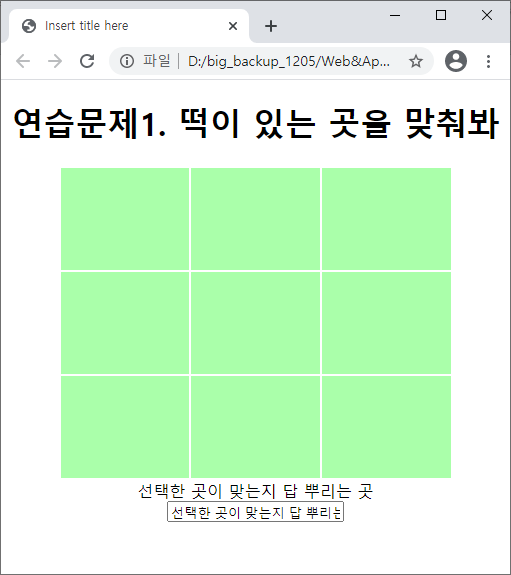 Insert title here
파일 D:/big_backup_1205/Web&Ap...
연습문제1. 떡이 있는 곳을 맞춰봐
선택한 곳이 맞는지 답 뿌리는 곳
선택한 곳이 맞는지 답 뿌리는